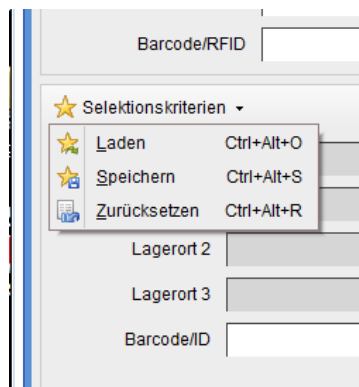 Barcode/RFID
Selektionskriterien
Laden Ctrl+Alt+O
Speichern Ctrl+Alt+S
Zurücksetzen Ctrl+Alt+R
Lagerort 2
Lagerort 3
Barcode/ID